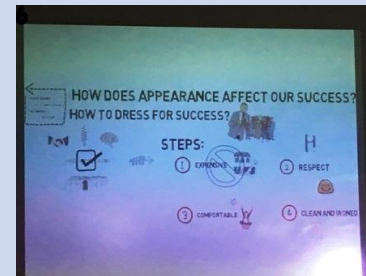 HOW DOES APPEARANCE AFFECT OUR SUCCESS?
HOW TO DRESS FOR SUCCESS?
STEPS:
1 EXPENSIVE
2 RESPECT
3 COMFORTABLE
4 CLEAN AND IRONED